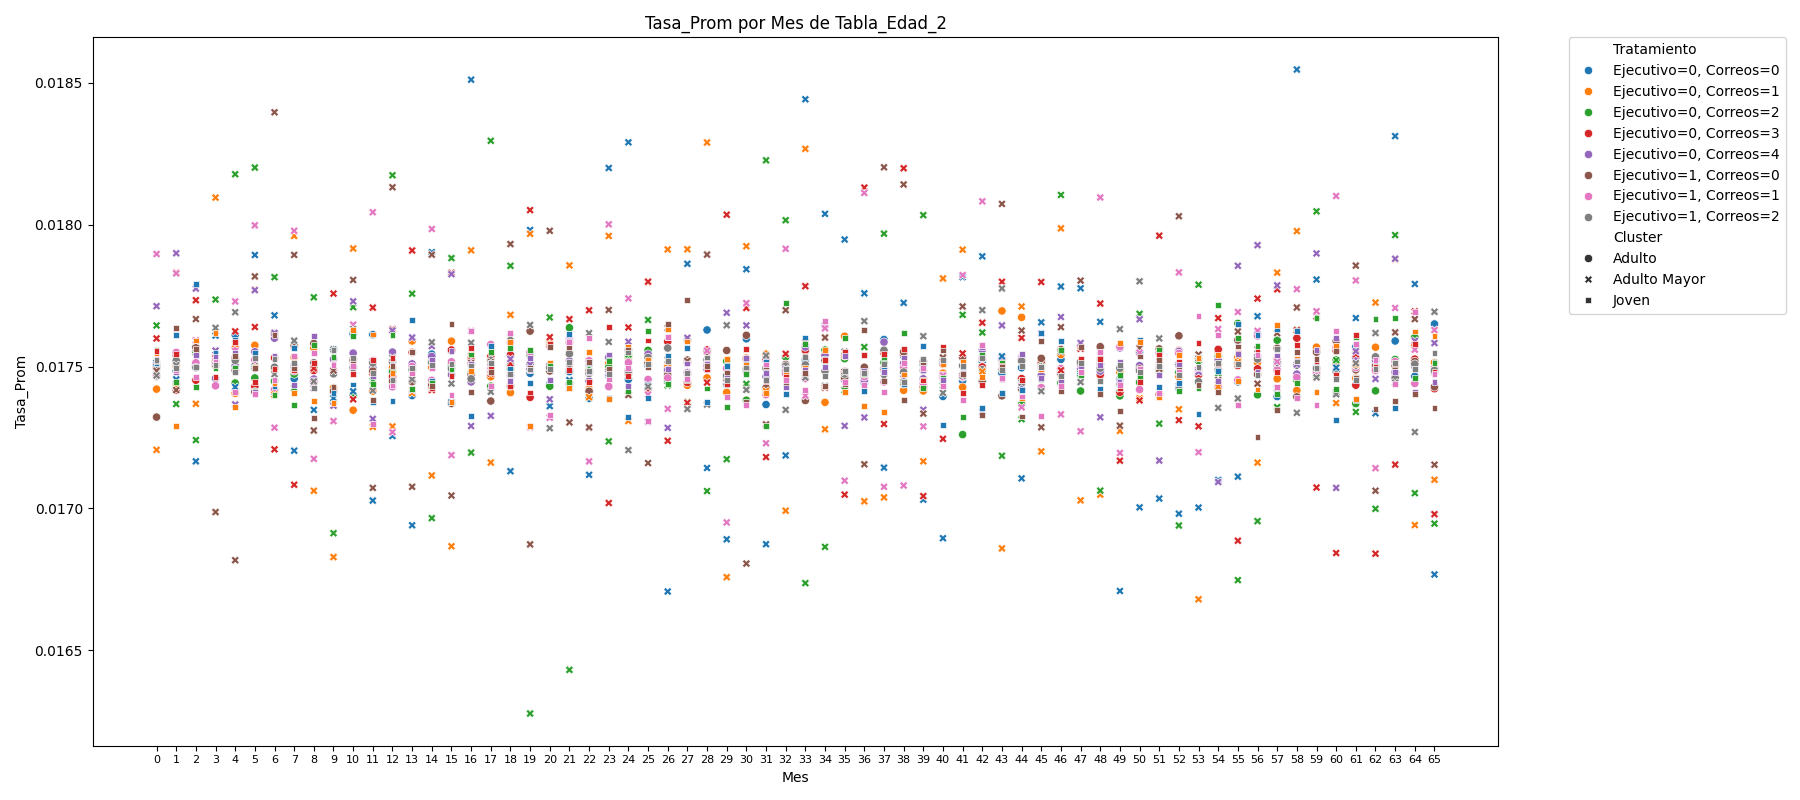 Tasa_Prom por Mes de Tabla_Edad_2
Tasa_Prom
0.0185
0.0180
0.0175
0.0170
0.0165
0 1 2 3 4 5 6 7 8 9 10 11 12 13 14 15 16 17 18 19 20 21 22 23 24 25 26 27 28 29 30 31 32 33 34 35 36 37 38 39 40 41 42 43 44 45 46 47 48 49 50 51 52 53 54 55 56 57 58 59 60 61 62 63 64 65
Mes
Tratamiento
Ejecutivo=0, Correos=0
Ejecutivo=0, Correos=1
Ejecutivo=0, Correos=2
Ejecutivo=0, Correos=3
Ejecutivo=0, Correos=4
Ejecutivo=1, Correos=0
Ejecutivo=1, Correos=1
Ejecutivo=1, Correos=2
Cluster
Adulto
Adulto Mayor
Joven